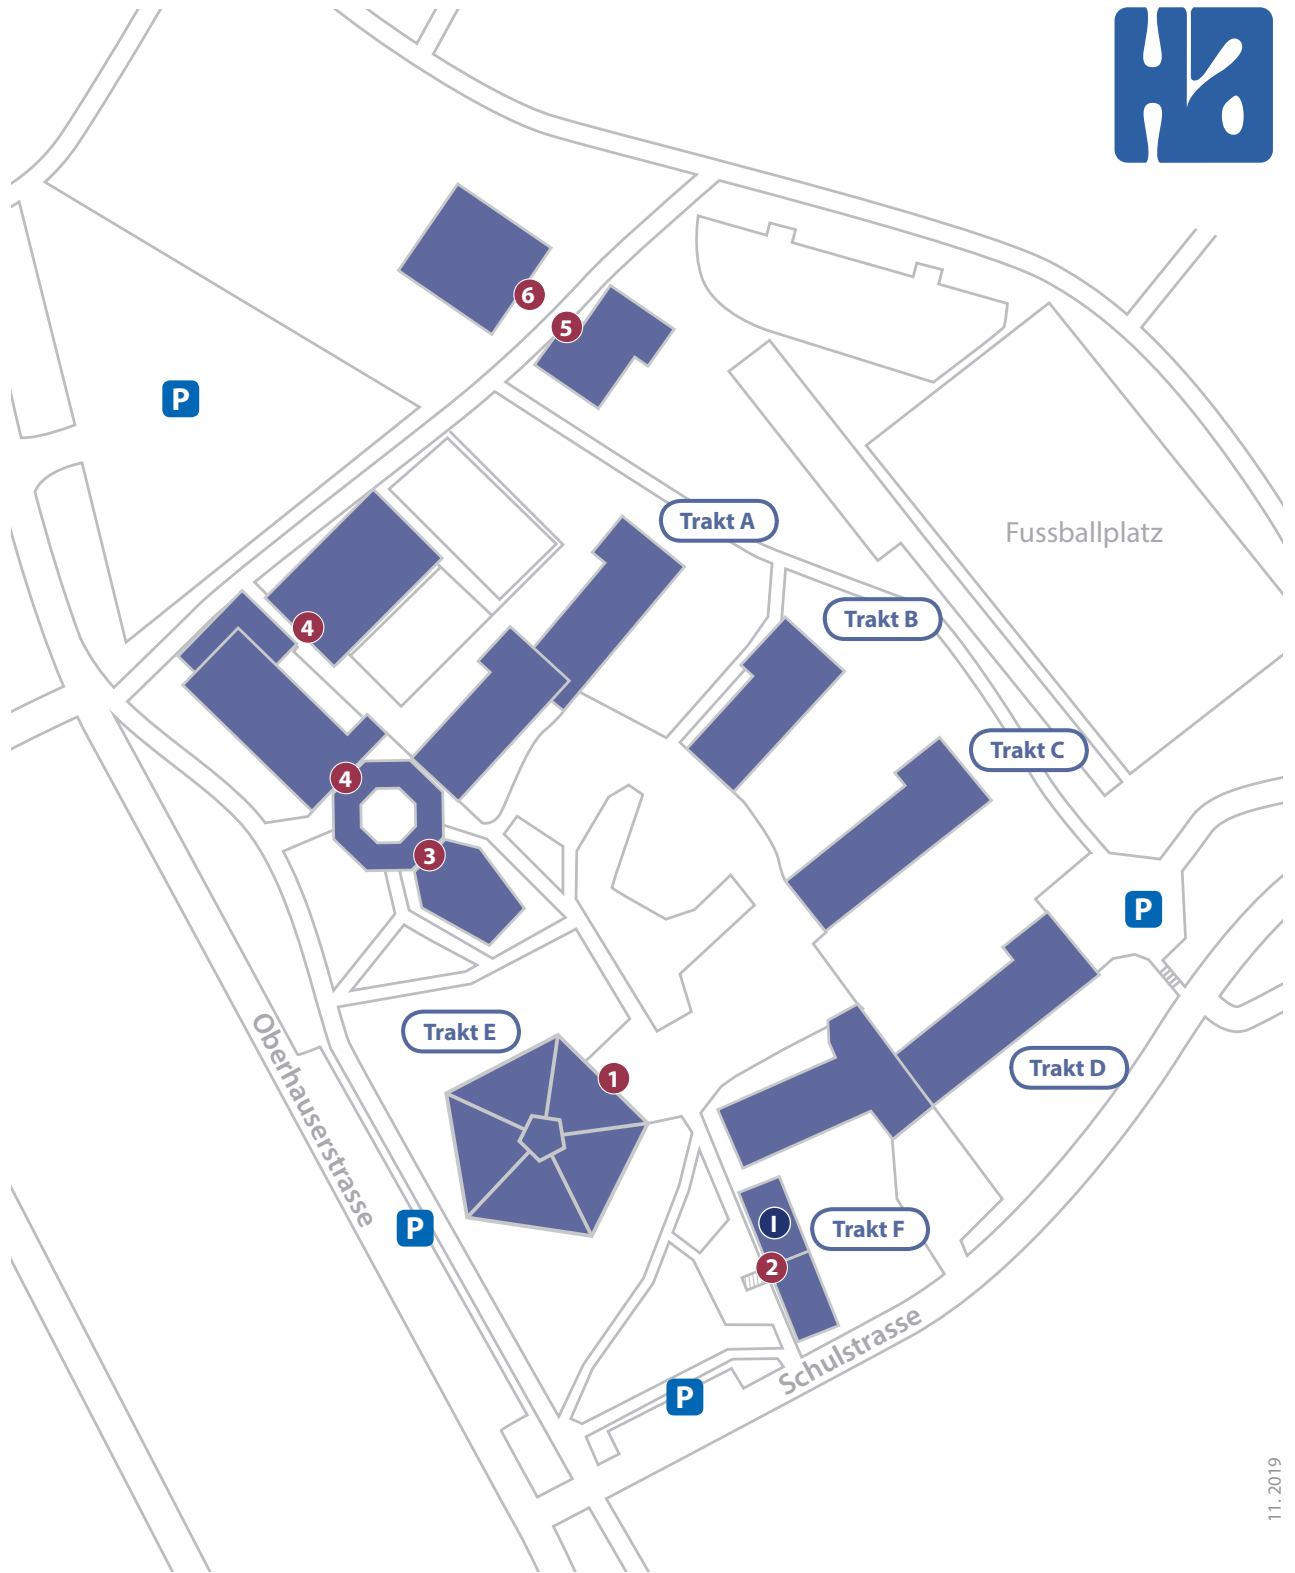 6
5
P
Trakt A
Fussballplatz
4
Trakt B
Trakt C
4
3
P
Trakt E
Oberhauserstrasse
1
Trakt D
P
I
Trakt F
2
Schulstrasse
P
11. 2019